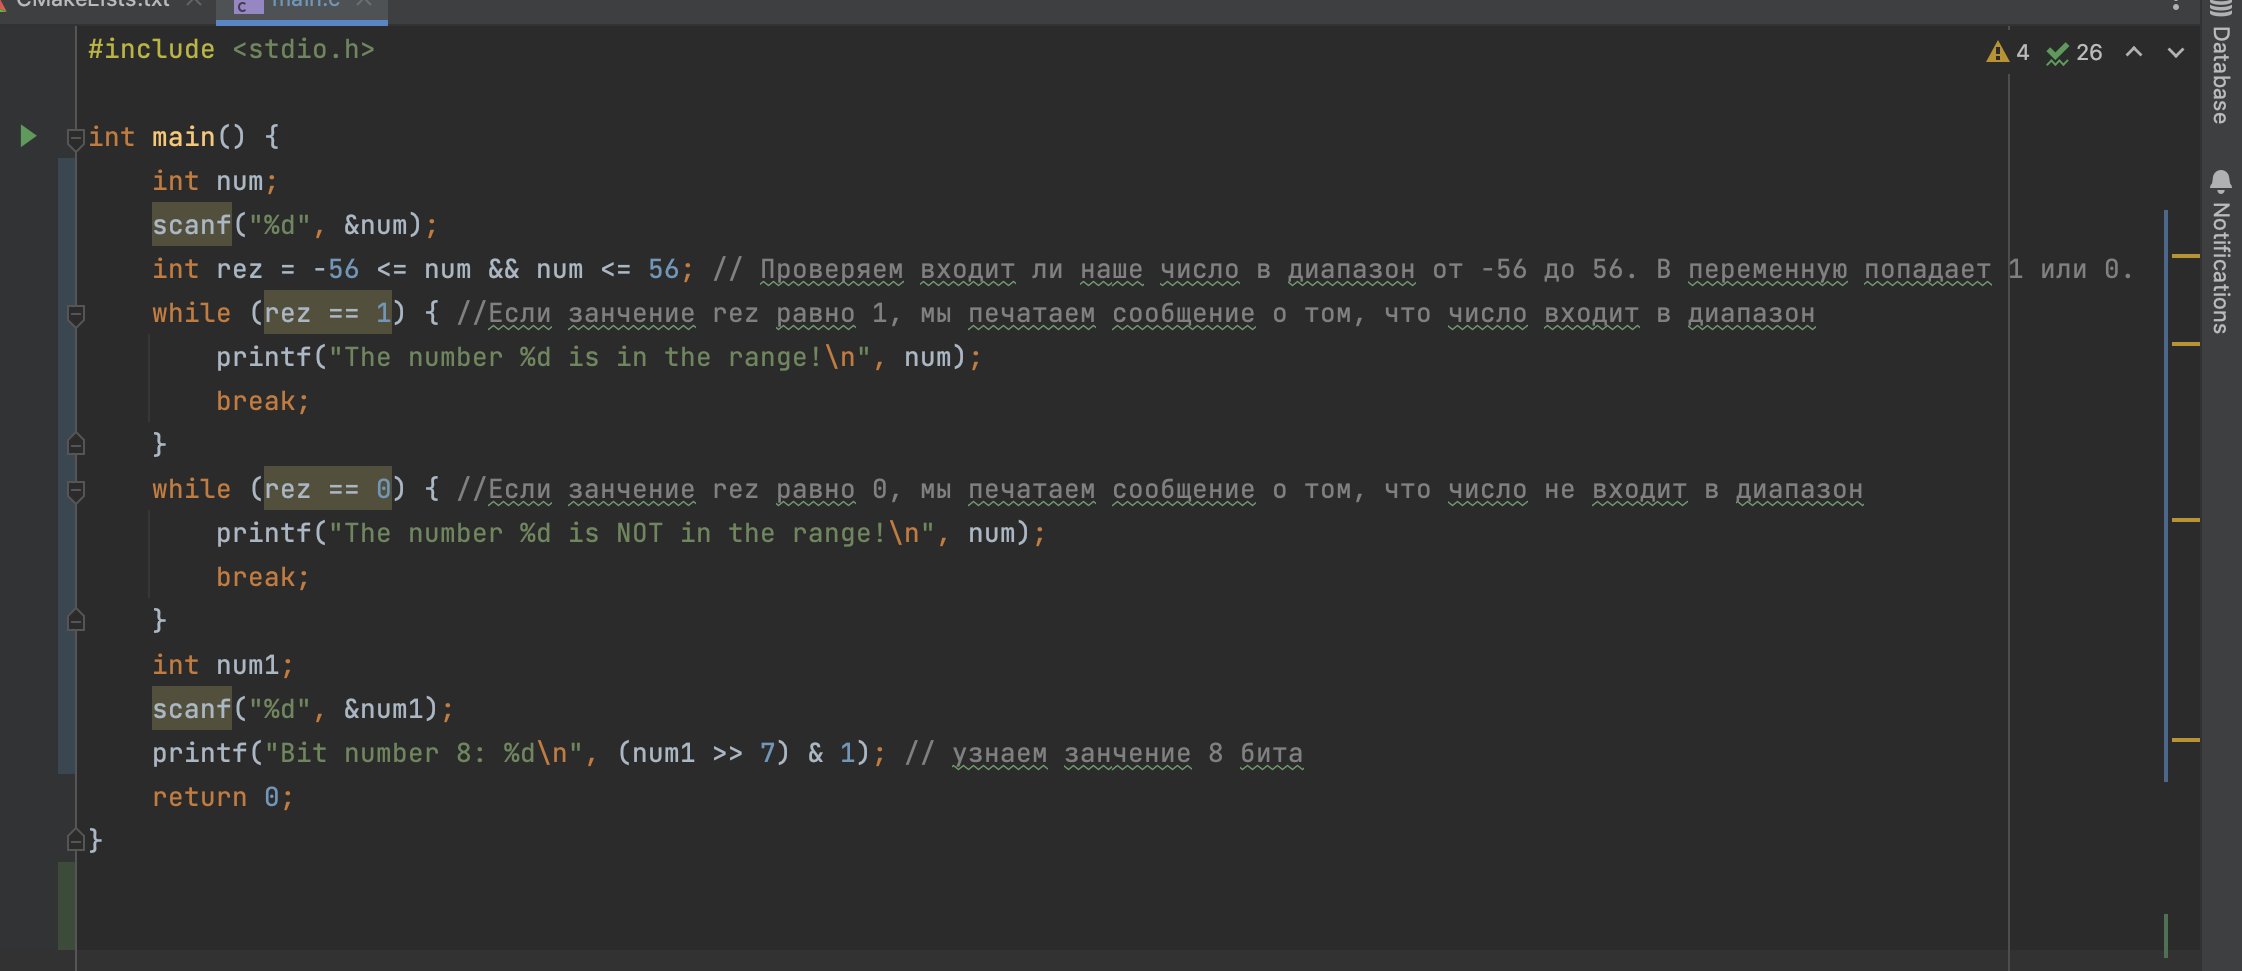 CMakeLists.txt
main.c
#include <stdio.h>
4 26
int main() {
int num;
scanf("%d", &num);
int rez = -56 <= num && num <= 56; // Проверяем входит ли наше число в диапазон от -56 до 56. В переменную попадает 1 или 0.
while (rez == 1) { //Если занчение rez равно 1, мы печатаем сообщение о том, что число входит в диапазон
printf("The number %d is in the range!\n", num);
break;
}
while (rez == 0) { //Если занчение rez равно 0, мы печатаем сообщение о том, что число не входит в диапазон
printf("The number %d is NOT in the range!\n", num);
break;
}
int num1;
scanf("%d", &num1);
printf("Bit number 8: %d\n", (num1 >> 7) & 1); // узнаем занчение 8 бита
return 0;
}
Database
Notifications